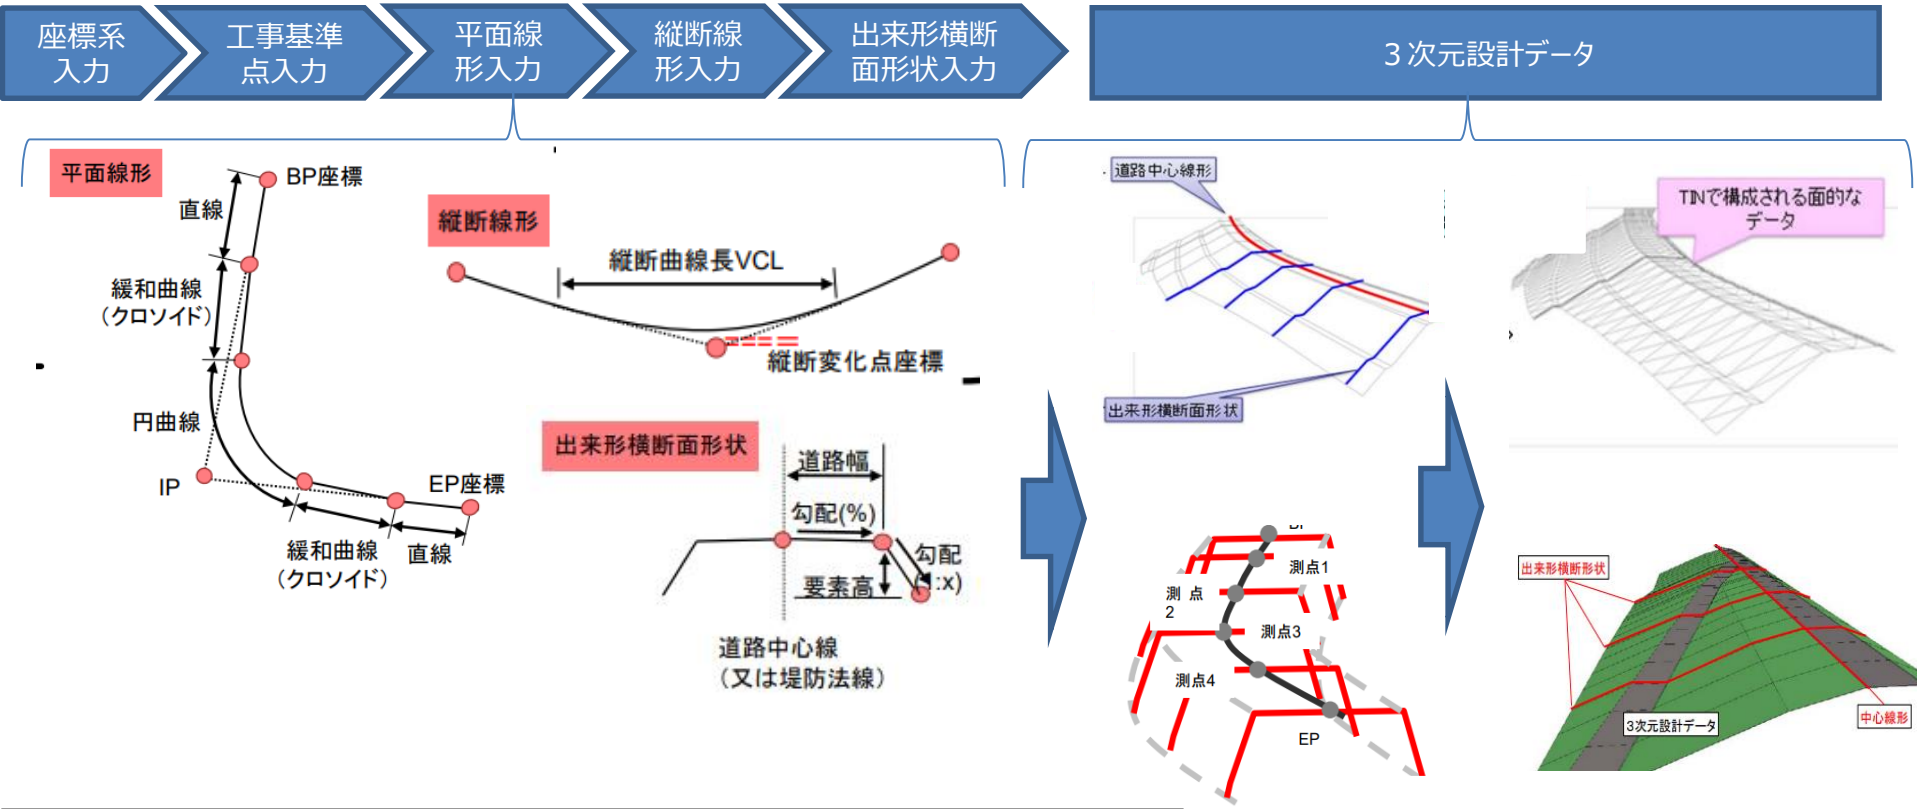 座標系
入力
工事基準
点入力
平面線
形入力
縦断線
形入力
出来形横断
面形状入力
３次元設計データ
平面線形
BP座標
直線
緩和曲線
（クロソイド）
円曲線
IP
EP座標
緩和曲線
（クロソイド）
直線
縦断線形
縦断曲線長VCL
縦断変化点座標
出来形横断面形状
道路幅
勾配(%)
勾配
:x)
要素高
道路中心線
（又は堤防法線）
道路中心線形
出来形横断面形状
TINで構成される面的な
データ
測点1
測 点
2
測点3
測点4
EP
出来形横断形状
3次元設計データ
中心線形